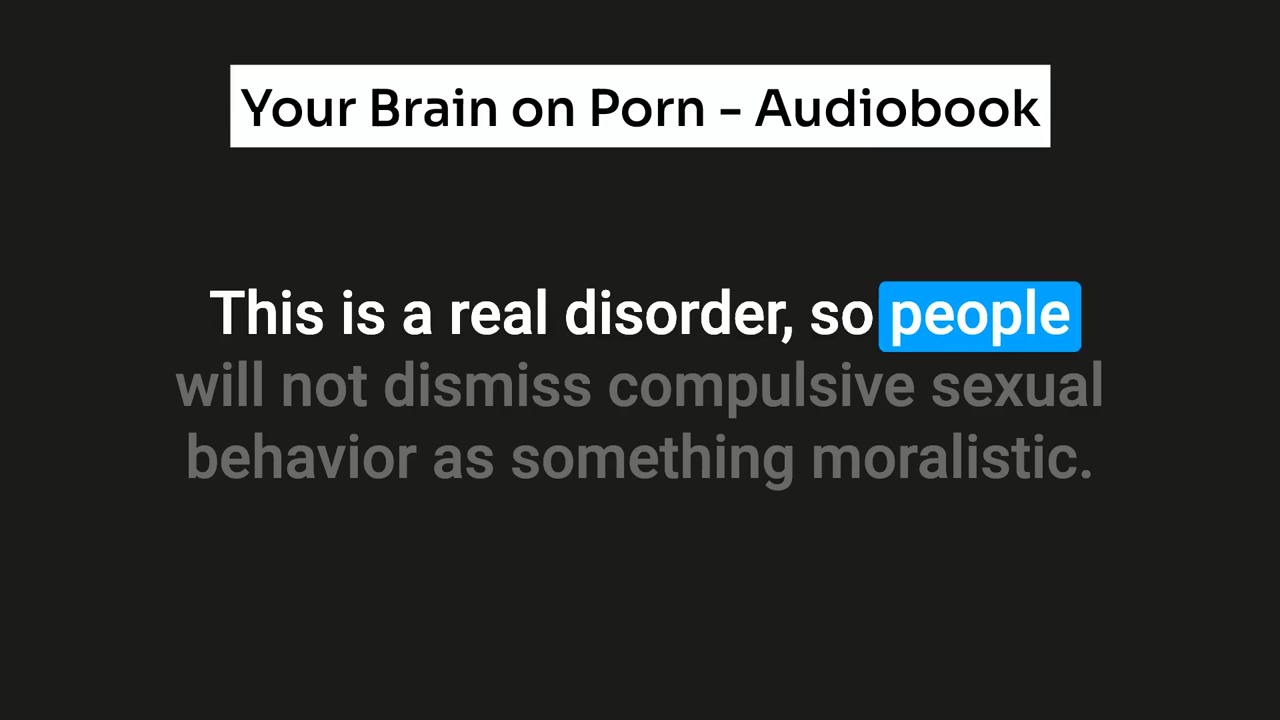 Your Brain on Porn - Audiobook
This is a real disorder, so people
will not dismiss compulsive sexual
behavior as something moralistic.